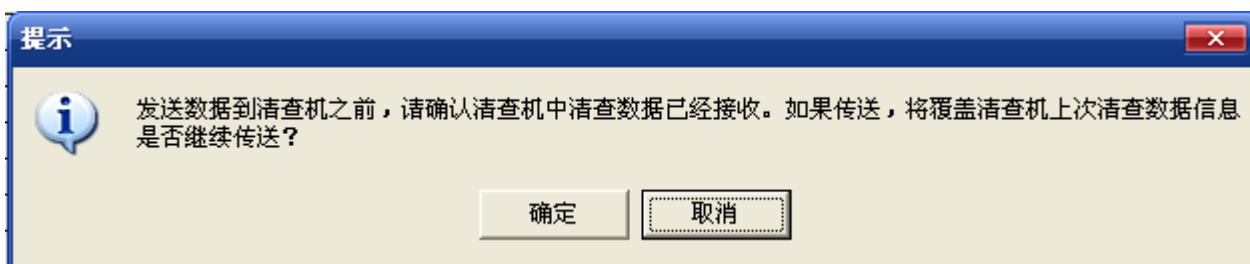 提示
发送数据到清查机之前，请确认清查机中清查数据已经接收。如果传送，将覆盖清查机上次清查数据信息
是否继续传送？
确定
取消